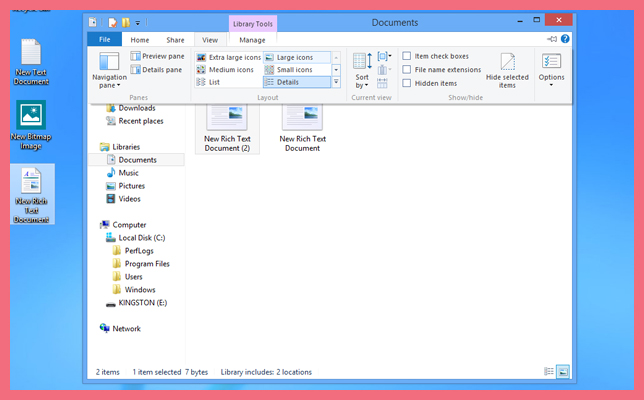 Library Tools
Documents
File
Home
Share
View
Manage
Navigation
pane
Preview pane
Details pane
Panes
Extra large icons
Large icons
Medium icons
Small icons
List
Details
Layout
Sort
by
Current view
Item check boxes
File name extensions
Hidden items
Hide selected
items
Show/hide
Options
New Text
Document
New Bitmap
Image
New Rich
Text
Document
Downloads
Recent places
Libraries
Documents
Music
Pictures
Videos
Computer
Local Disk (C:)
PerfLogs
Program Files
Users
Windows
KINGSTON (E:)
Network
New Rich Text
Document (2)
New Rich Text
Document
2 items
1 item selected 7 bytes
Library includes: 2 locations